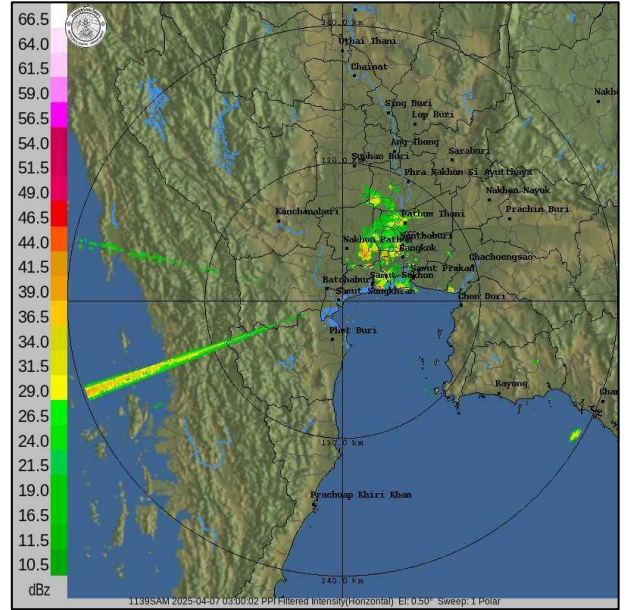 66.5
64.0
61.5
59.0
56.5
54.0
51.5
49.0
46.5
44.0
41.5
39.0
36.5
34.0
31.5
29.0
26.5
24.0
21.5
19.0
16.5
14.0
11.5
10.5
dBz
240.0 km
Uthai Thani
Chainat
Sing Buri
Lop Buri
Ang Thong
Saraburi
Suphan Buri
120.0 km
Phra Nakhon Si Ayutthaya
Nakhon Nayok
Prachin Buri
Kanchanaburi
Pathum Thani
Nonthaburi
Nakhon Pathom
Bangkok
Chachoengsao
Samut Prakan
Samut Sakhon
Ratchaburi
Samut Songkhram
Chon Buri
Phet Buri
Rayong
Chan
120.0 km
Prachuap Khiri Khan
240.0 km
1139SAM 2025-04-07 03:00:02 PPI Filtered Intensity(Horizontal) El: 0.50° Sweep: 1 Polar